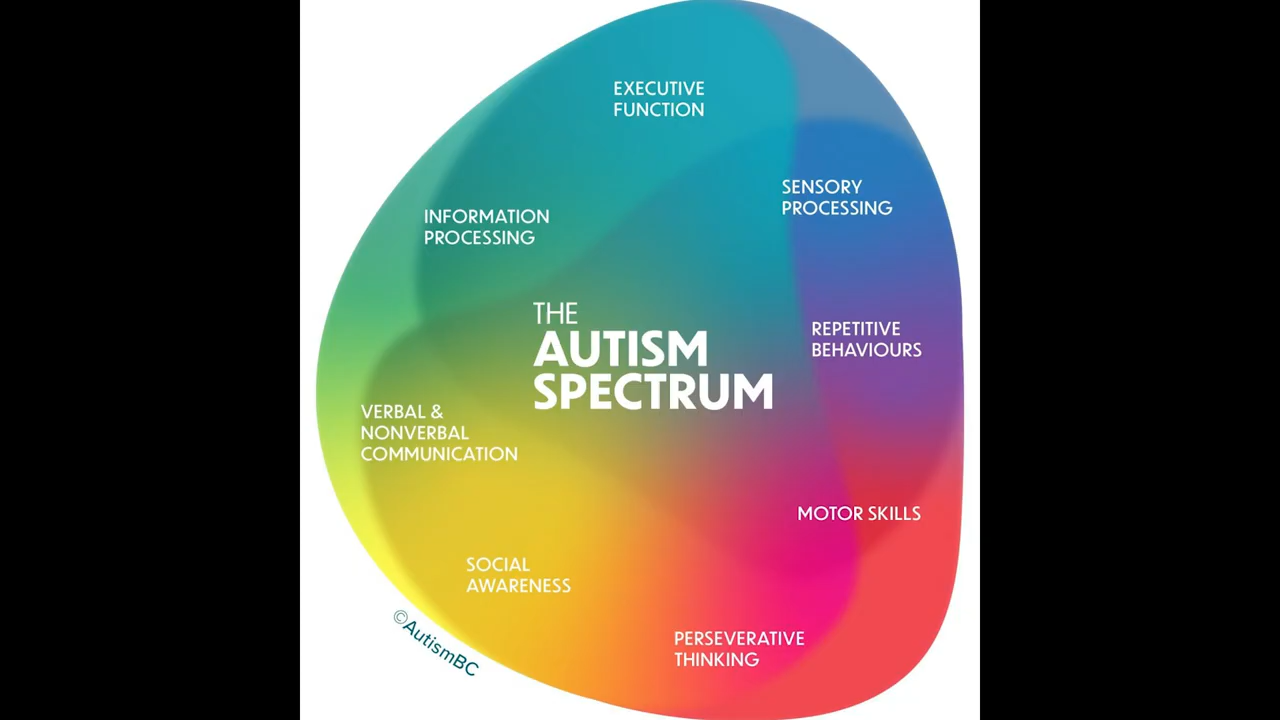 EXECUTIVE
FUNCTION
SENSORY
PROCESSING
INFORMATION
PROCESSING
THE
AUTISM
SPECTRUM
REPETITIVE
BEHAVIOURS
VERBAL &
NONVERBAL
COMMUNICATION
MOTOR SKILLS
SOCIAL
AWARENESS
PERSEVERATIVE
THINKING
©AutismBC